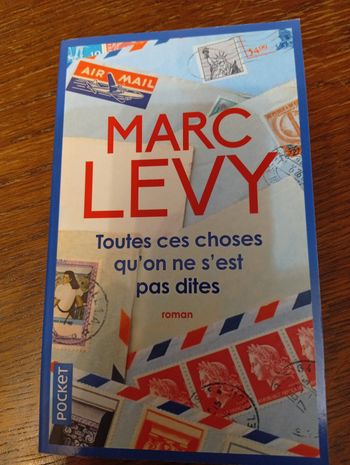 AIR MAIL
MARC
LEVY
Toutes ces choses
qu'on ne s'est
pas dites
roman
POCKET